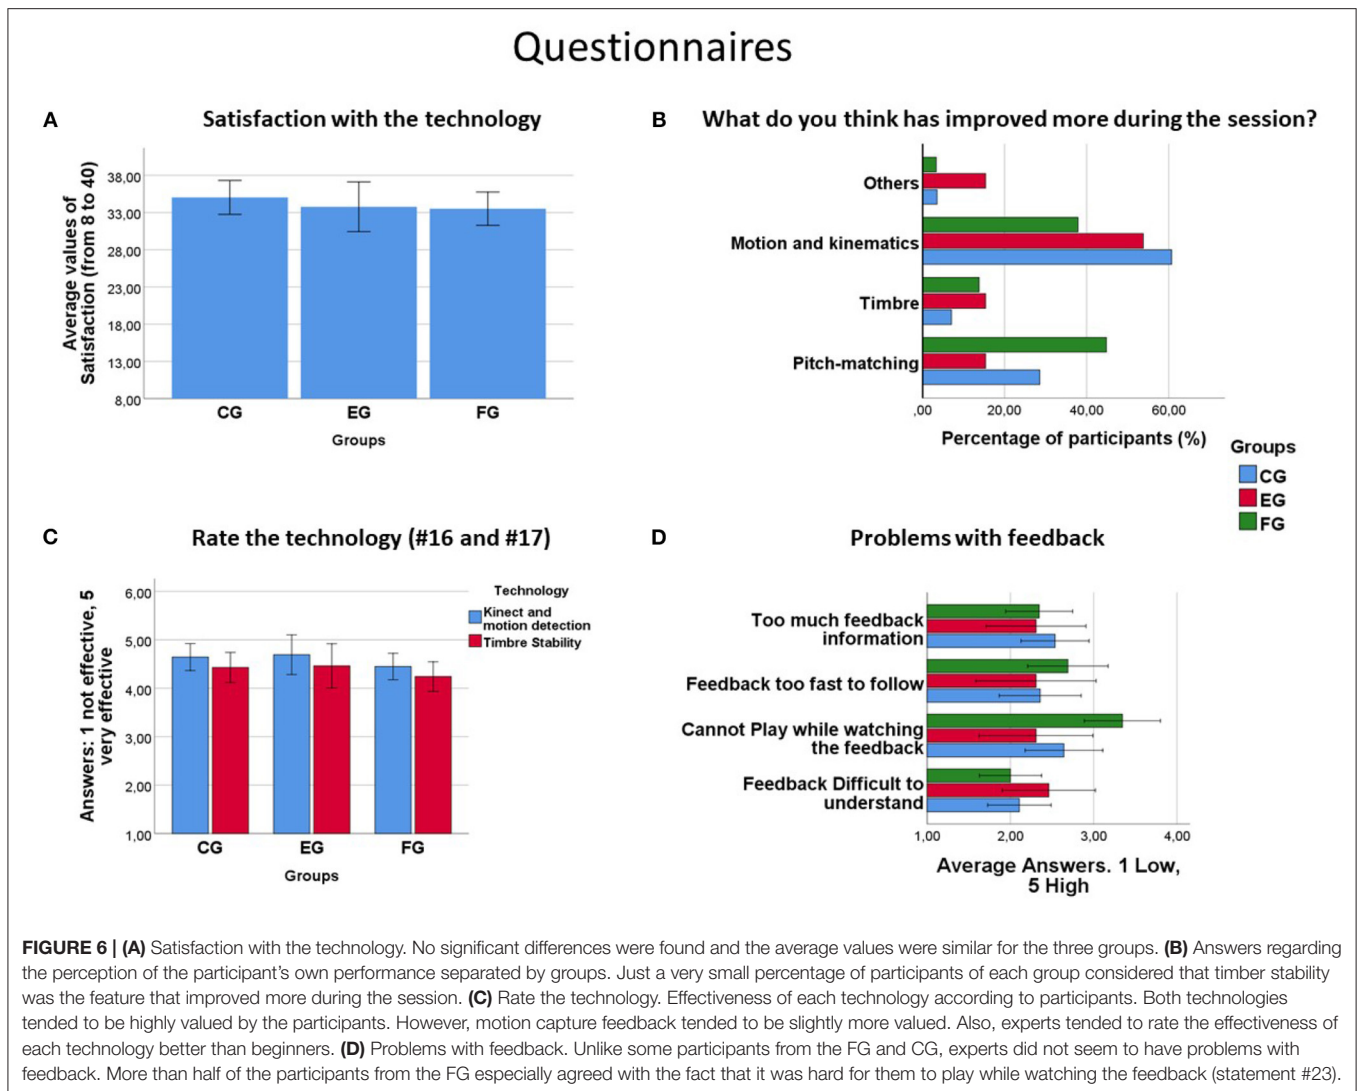 Questionnaires
A
Satisfaction with the technology
Average values of
Satisfaction (from 8 to 40)
38,00
33,00
28,00
23,00
18,00
13,00
8,00
CG
EG
FG
Groups
B
What do you think has improved more during the session?
Others
Motion and kinematics
Timbre
Pitch-matching
,00
20,00
40,00
60,00
Percentage of participants (%)
Groups
CG
EG
FG
C
Rate the technology (#16 and #17)
Answers: 1 not effective, 5
very effective
6,00
5,00
4,00
3,00
2,00
1,00
CG
EG
FG
Groups
Technology
Kinect and
motion detection
Timbre Stability
D
Problems with feedback
Too much feedback
information
Feedback too fast to follow
Cannot Play while watching
the feedback
Feedback Difficult to
understand
1,00
2,00
3,00
4,00
Average Answers. 1 Low,
5 High
FIGURE 6 | (A) Satisfaction with the technology. No significant differences were found and the average values were similar for the three groups. (B) Answers regarding
the perception of the participant's own performance separated by groups. Just a very small percentage of participants of each group considered that timber stability
was the feature that improved more during the session. (C) Rate the technology. Effectiveness of each technology according to participants. Both technologies
tended to be highly valued by the participants. However, motion capture feedback tended to be slightly more valued. Also, experts tended to rate the effectiveness of
each technology better than beginners. (D) Problems with feedback. Unlike some participants from the FG and CG, experts did not seem to have problems with
feedback. More than half of the participants from the FG especially agreed with the fact that it was hard for them to play while watching the feedback (statement #23).